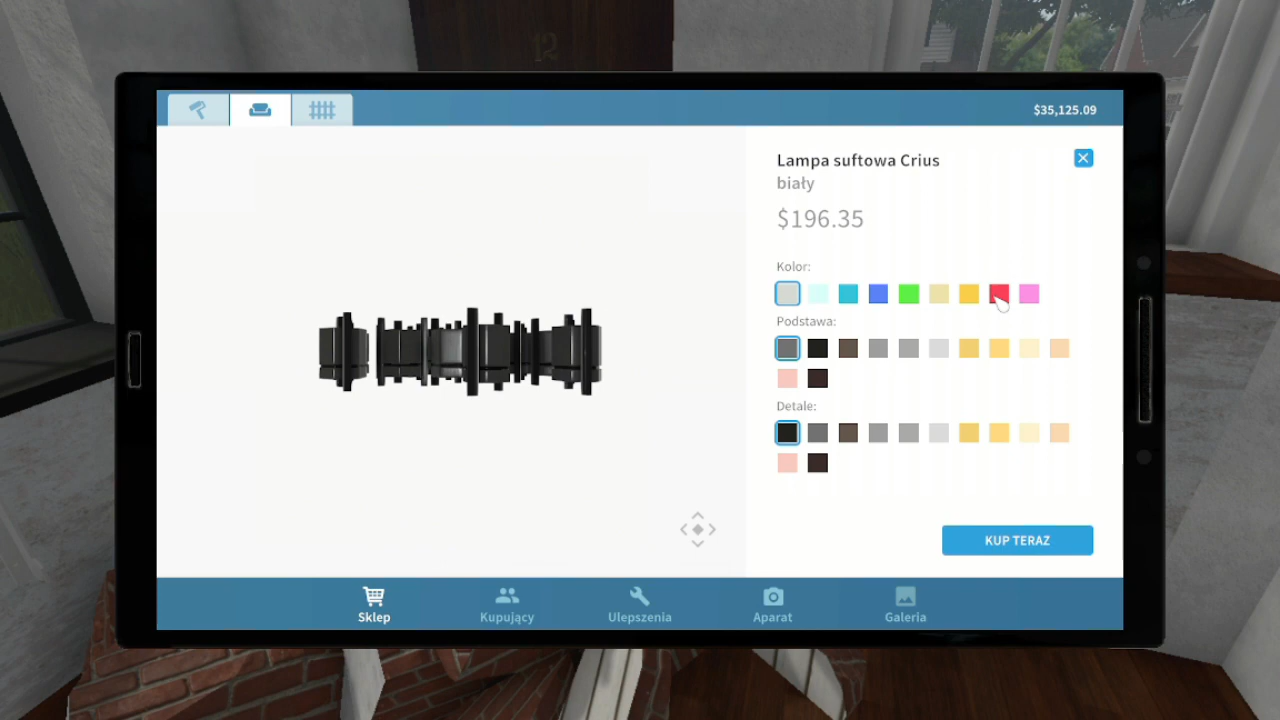 12
$35,125.09
Lampa suftowa Crius
biały
$196.35
Kolor:
Podstawa:
Detale:
KUP TERAZ
Sklep
Kupujący
Ulepszenia
Aparat
Galeria